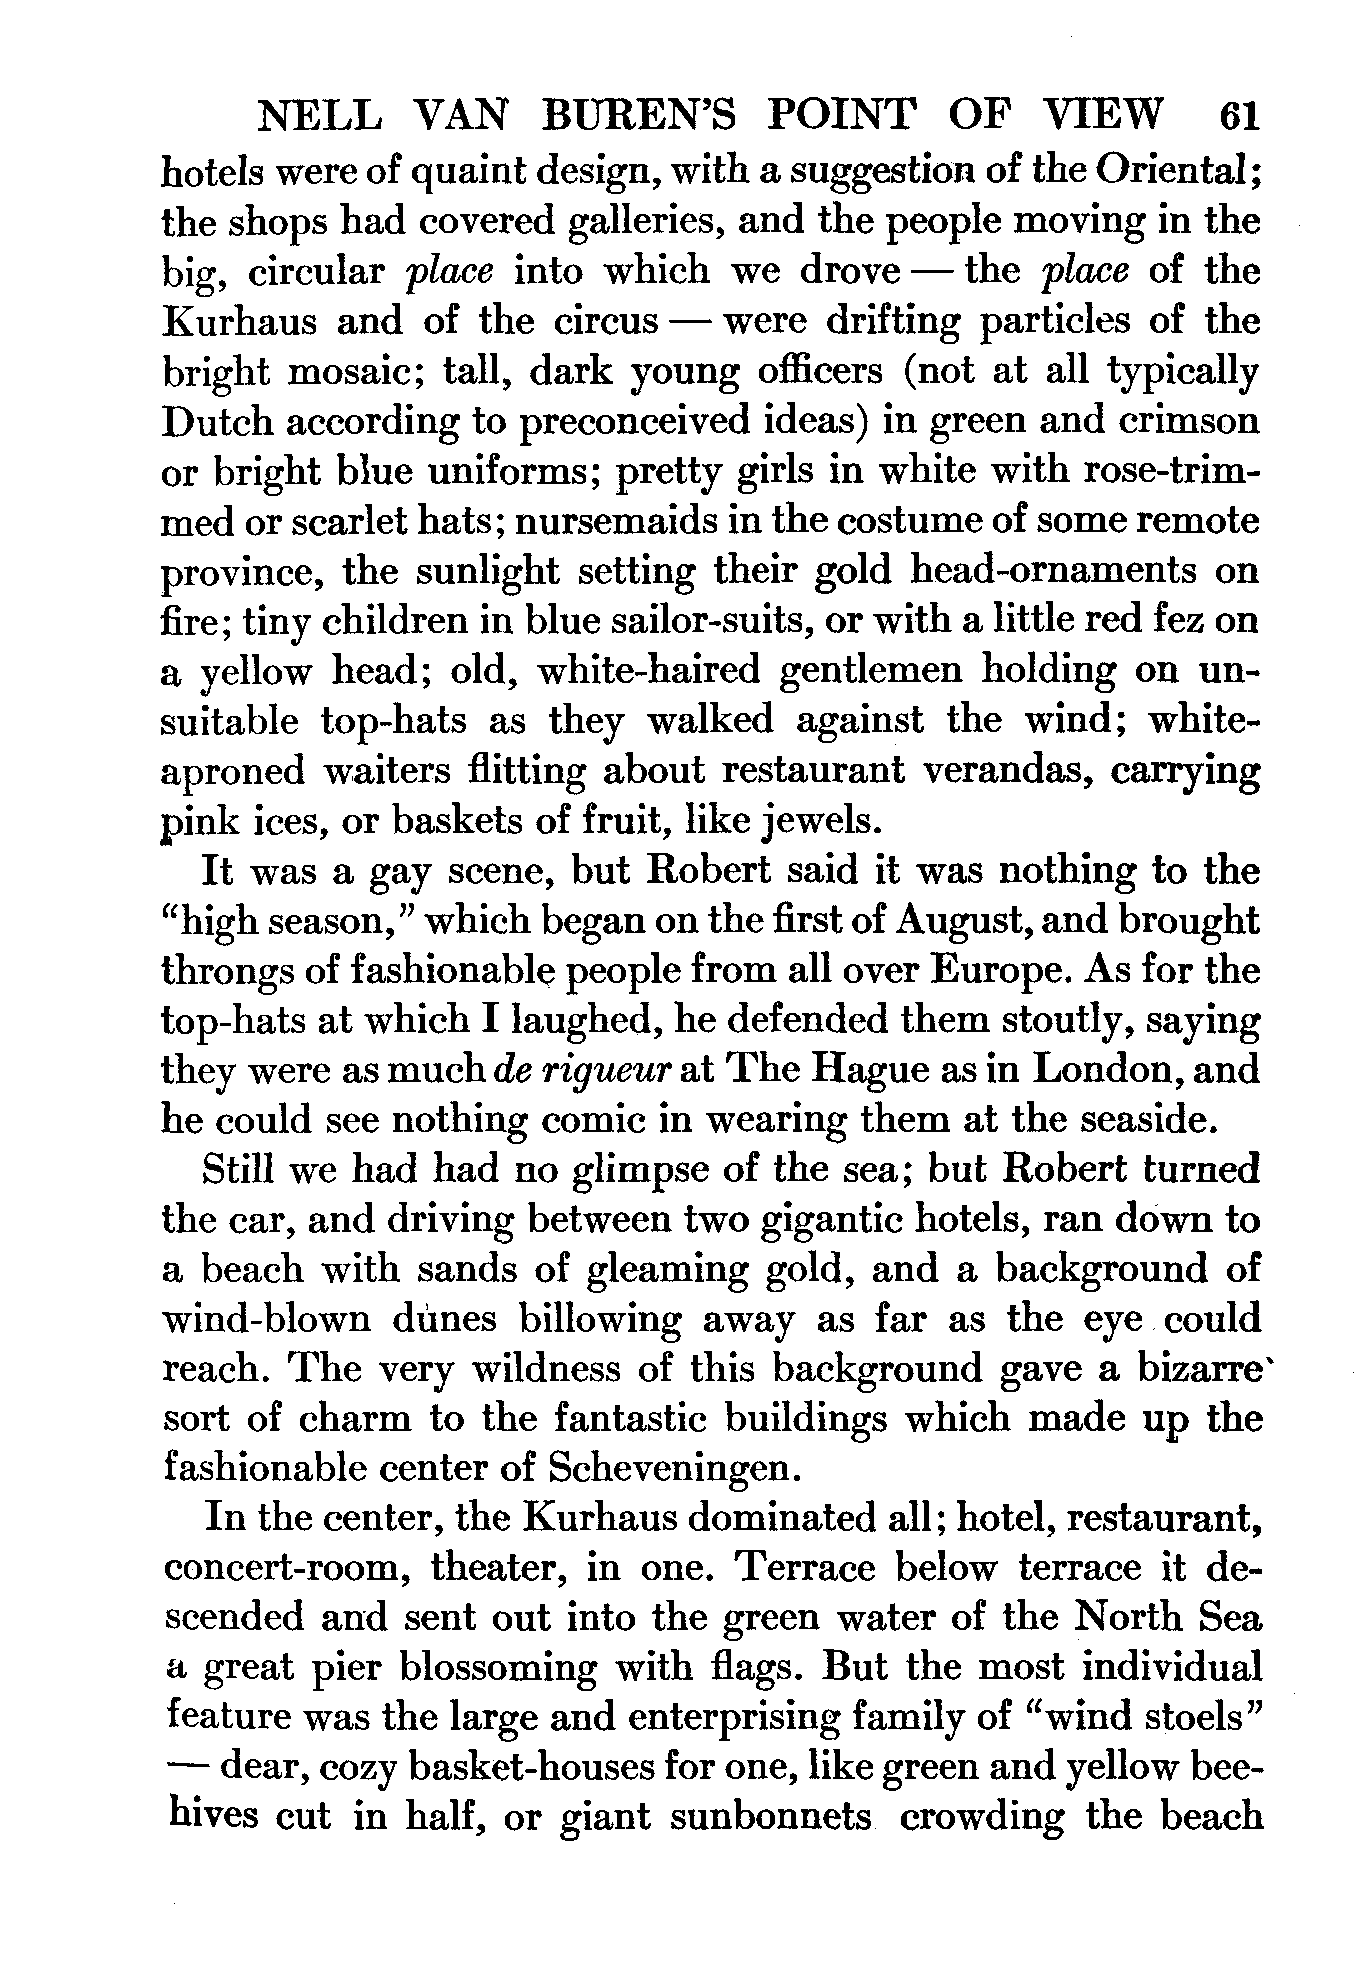 NELL VAN BUREN'S POINT OF VIEW 61
hotels were of quaint design, with a suggestion of the Oriental;
the shops had covered galleries, and the people moving in the
big, circular place into which we drove — the place of the
Kurhaus and of the circus — were drifting particles of the
bright mosaic; tall, dark young officers (not at all typically
Dutch according to preconceived ideas) in green and crimson
or bright blue uniforms; pretty girls in white with rose-trim-
med or scarlet hats; nursemaids in the costume of some remote
province, the sunlight setting their gold head-ornaments on
fire; tiny children in blue sailor-suits, or with a little red fez on
a yellow head; old, white-haired gentlemen holding on un-
suitable top-hats as they walked against the wind; white-
aproned waiters flitting about restaurant verandas, carrying
pink ices, or baskets of fruit, like jewels.
It was a gay scene, but Robert said it was nothing to the
"high season," which began on the first of August, and brought
throngs of fashionable people from all over Europe. As for the
top-hats at which I laughed, he defended them stoutly, saying
they were as much de rigueur at The Hague as in London, and
he could see nothing comic in wearing them at the seaside.
Still we had had no glimpse of the sea; but Robert turned
the car, and driving between two gigantic hotels, ran down to
a beach with sands of gleaming gold, and a background of
wind-blown dunes billowing away as far as the eye could
reach. The very wildness of this background gave a bizarre
sort of charm to the fantastic buildings which made up the
fashionable center of Scheveningen.
In the center, the Kurhaus dominated all; hotel, restaurant,
concert-room, theater, in one. Terrace below terrace it de-
scended and sent out into the green water of the North Sea
a great pier blossoming with flags. But the most individual
feature was the large and enterprising family of "wind stoels"
— dear, cozy basket-houses for one, like green and yellow bee-
hives cut in half, or giant sunbonnets crowding the beach